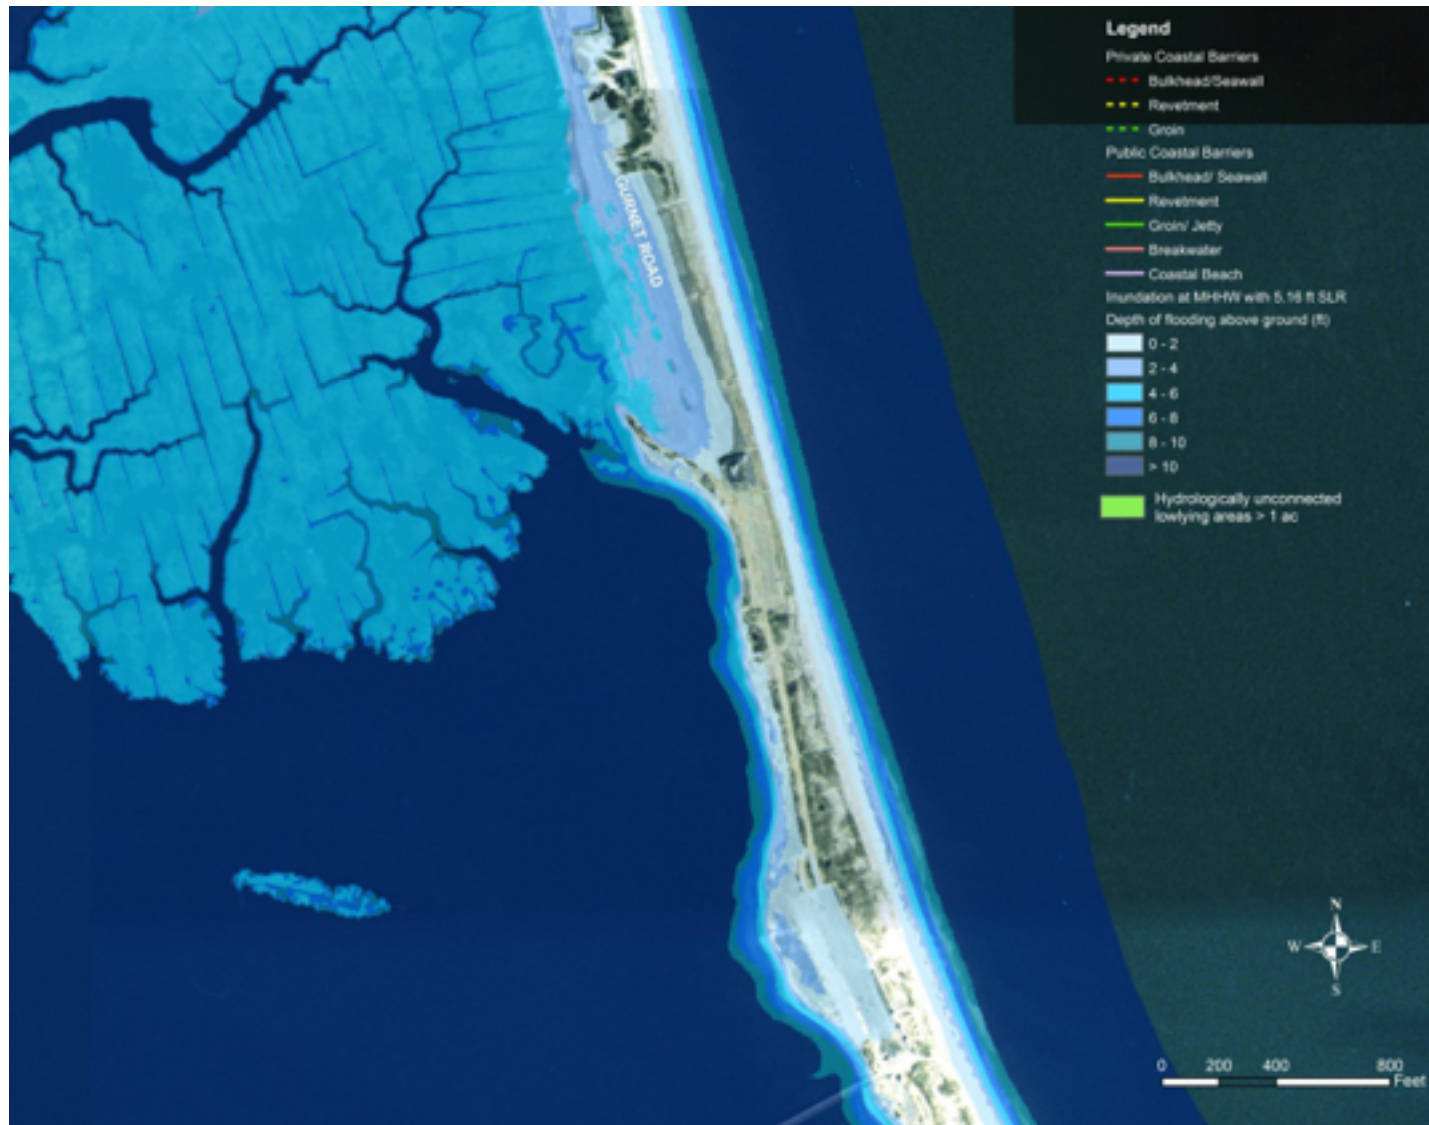 Legend
Private Coastal Barriers
Bulkhead/Seawall
Revetment
Groin
Public Coastal Barriers
Bulkhead/ Seawall
Revetment
Groin/ Jetty
Breakwater
Coastal Beach
Inundation at MHHW with 5.16 ft SLR
Depth of flooding above ground (ft)
0 - 2
2 - 4
4 - 6
6 - 8
8 - 10
> 10
Hydrologically unconnected
lowlying areas > 1 ac
GURNET ROAD
N
W E
S
0 200 400 800
Feet